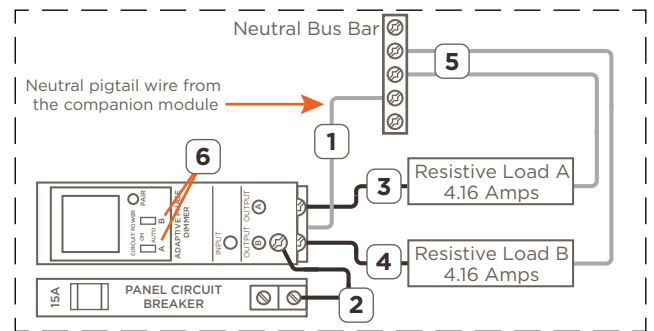 Neutral Bus Bar
5
Neutral pigtail wire from
the companion module
1
6
3
Resistive Load A
4.16 Amps
PAIR
CIRCUIT POWER
ON
AUTO
A
B
ADAPTIVE PHASE
DIMMER
INPUT
OUTPUT OUTPUT
A
B
4
Resistive Load B
4.16 Amps
15A
PANEL CIRCUIT
BREAKER
2